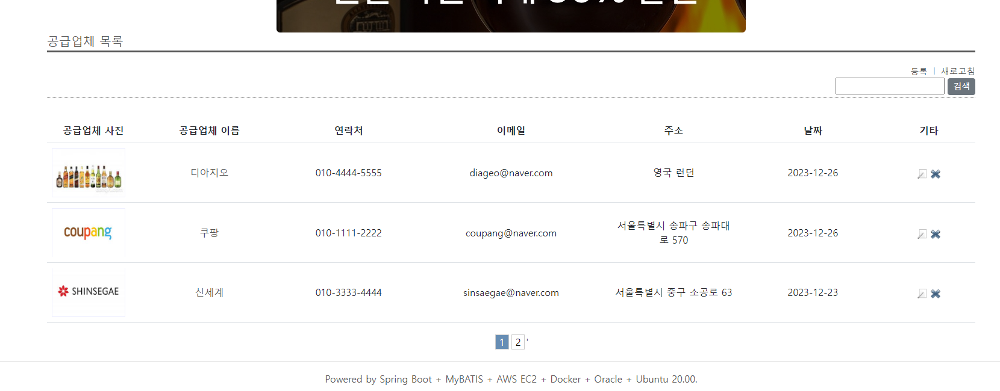 공급업체 목록
등록 | 새로고침
검색
공급업체 사진 공급업체 이름 연락처 이메일 주소 날짜 기타
디아지오 010-4444-5555 diageo@naver.com 영국 런던 2023-12-26
coupang 쿠팡 010-1111-2222 coupang@naver.com 서울특별시 송파구 송파대
로 570 2023-12-26
SHINSEGAE 신세계 010-3333-4444 sinsaegae@naver.com 서울특별시 중구 소공로 63 2023-12-23
1 2 '
Powered by Spring Boot + MyBATIS + AWS EC2 + Docker + Oracle + Ubuntu 20.00.